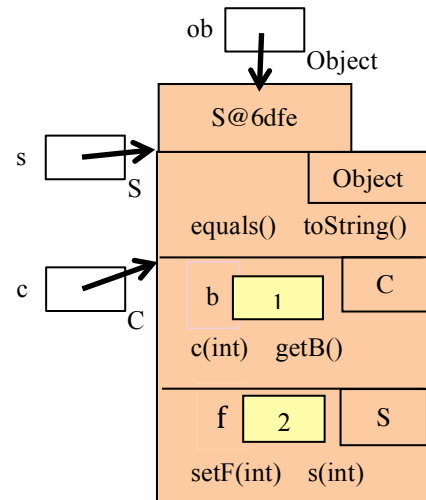 ob
Object
S@6dfe
s
S
Object
equals() toString()
c
C
b 1
C
c(int) getB()
f 2
S
setF(int) s(int)